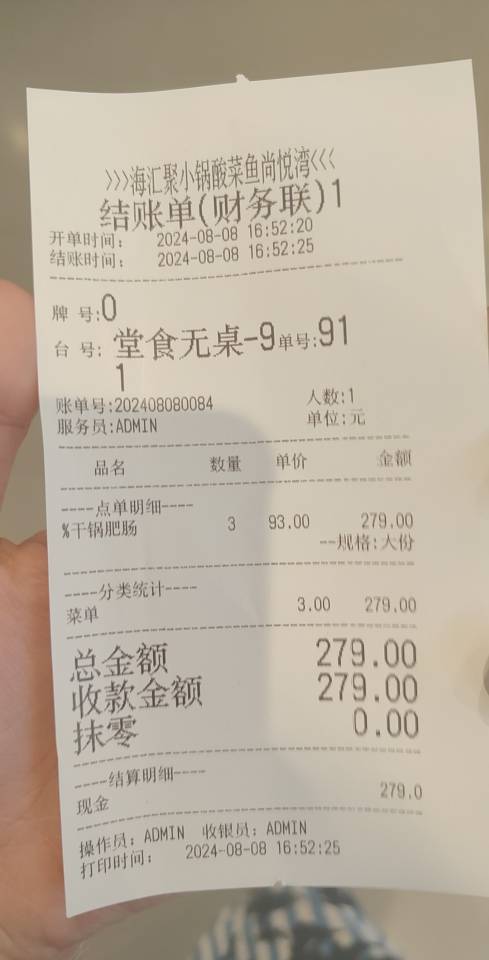 >>>海汇聚小锅酸菜鱼尚悦湾<<<
结账单(财务联)1
开单时间: 2024-08-08 16:52:20
结账时间: 2024-08-08 16:52:25
牌 号:0
台 号: 堂食无桌-9单号:91
1
账单号:202408080084 人数:1
服务员:ADMIN 单位:元
品名 数量 单价 金额
----点单明细----
%干锅肥肠 3 93.00 279.00
--规格:大份
----分类统计----
菜单 3.00 279.00
总金额 279.00
收款金额 279.00
抹零 0.00
----结算明细----
现金 279.0
操作员: ADMIN 收银员: ADMIN
打印时间: 2024-08-08 16:52:25